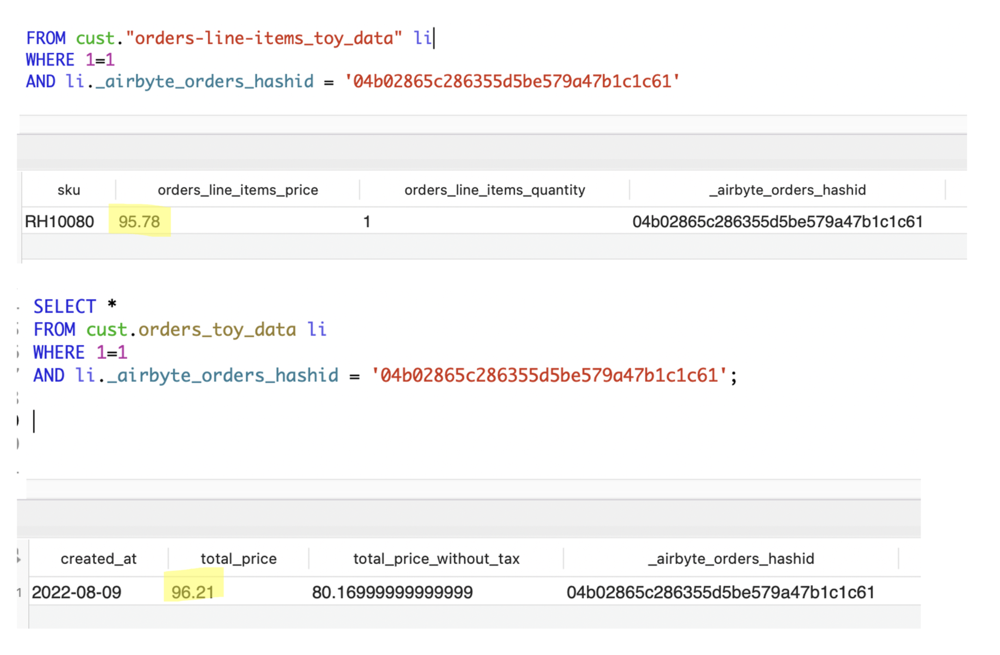 FROM cust."orders-line-items_toy_data" li
WHERE 1=1
AND li._airbyte_orders_hashid = '04b02865c286355d5be579a47b1c1c61'
sku orders_line_items_price orders_line_items_quantity _airbyte_orders_hashid
RH10080 95.78 1 04b02865c286355d5be579a47b1c1c61
SELECT *
FROM cust.orders_toy_data li
WHERE 1=1
AND li._airbyte_orders_hashid = '04b02865c286355d5be579a47b1c1c61';
created_at total_price total_price_without_tax _airbyte_orders_hashid
1 2022-08-09 96.21 80.16999999999999 04b02865c286355d5be579a47b1c1c61